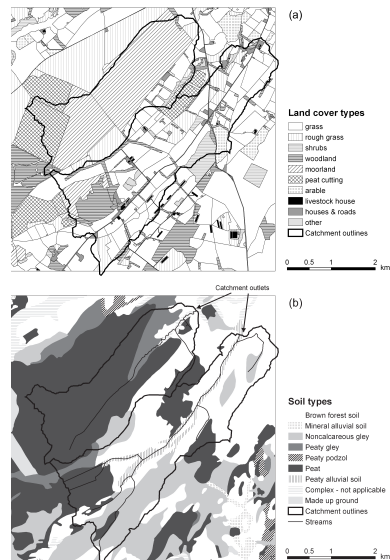 (a)
Land cover types
grass
rough grass
shrubs
woodland
moorland
peat cutting
arable
livestock house
houses & roads
other
Catchment outlines
0 0.5 1 2
km
Catchment outlets
(b)
Soil types
Brown forest soil
Mineral alluvial soil
Noncalcareous gley
Peaty gley
Peaty podzol
Peat
Peaty alluvial soil
Complex - not applicable
Made up ground
Catchment outlines
Streams
0 0.5 1 2
km